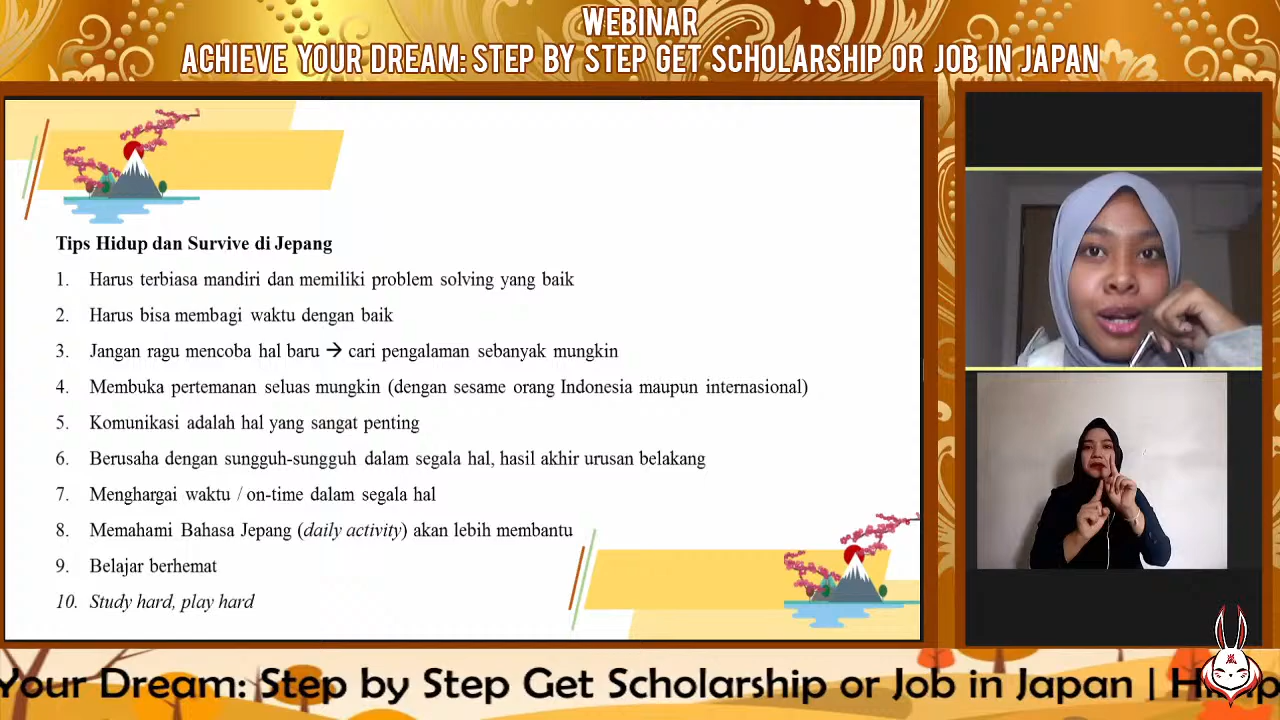 WEBINAR
ACHIEVE YOUR DREAM: STEP BY STEP GET SCHOLARSHIP OR JOB IN JAPAN
Tips Hidup dan Survive di Jepang
1. Harus terbiasa mandiri dan memiliki problem solving yang baik
2. Harus bisa membagi waktu dengan baik
3. Jangan ragu mencoba hal baru → cari pengalaman sebanyak mungkin
4. Membuka pertemanan seluas mungkin (dengan sesame orang Indonesia maupun internasional)
5. Komunikasi adalah hal yang sangat penting
6. Berusaha dengan sungguh-sungguh dalam segala hal, hasil akhir urusan belakang
7. Menghargai waktu / on-time dalam segala hal
8. Memahami Bahasa Jepang (daily activity) akan lebih membantu
9. Belajar berhemat
10. Study hard, play hard
Your Dream: Step by Step Get Scholarship or Job in Japan |